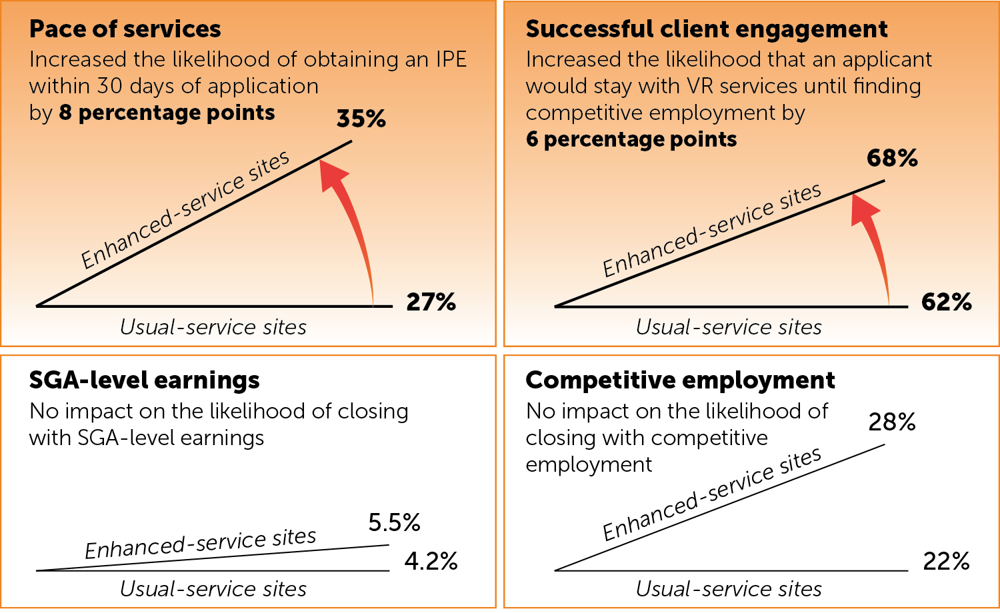 Pace of services
Increased the likelihood of obtaining an IPE
within 30 days of application
by 8 percentage points
35%
Enhanced-service sites
27%
Usual-service sites
Successful client engagement
Increased the likelihood that an applicant
would stay with VR services until finding
competitive employment by
6 percentage points
68%
Enhanced-service sites
62%
Usual-service sites
SGA-level earnings
No impact on the likelihood of closing
with SGA-level earnings
5.5%
Enhanced-service sites
4.2%
Usual-service sites
Competitive employment
No impact on the likelihood of
closing with competitive
employment
28%
Enhanced-service sites
22%
Usual-service sites